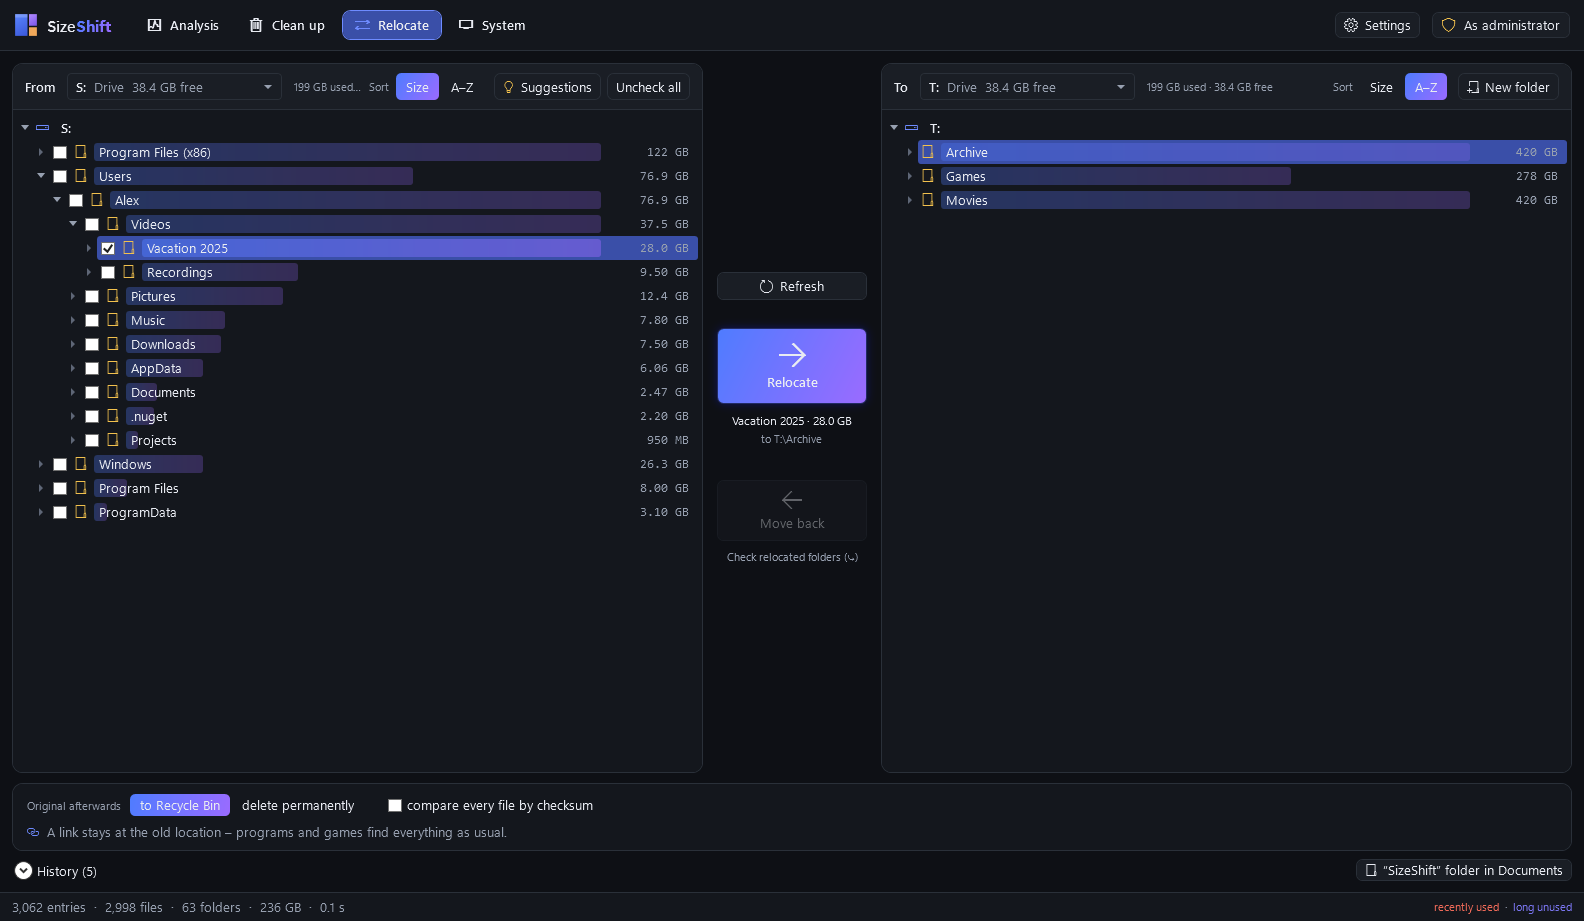 SizeShift Analysis Clean up Relocate System Settings As administrator
From S: Drive 38.4 GB free 199 GB used... Sort Size A–Z Suggestions Uncheck all
S:
Program Files (x86) 122 GB
Users 76.9 GB
Alex 76.9 GB
Videos 37.5 GB
Vacation 2025 28.0 GB
Recordings 9.50 GB
Pictures 12.4 GB
Music 7.80 GB
Downloads 7.50 GB
AppData 6.06 GB
Documents 2.47 GB
.nuget 2.20 GB
Projects 950 MB
Windows 26.3 GB
Program Files 8.00 GB
ProgramData 3.10 GB
Refresh
Relocate
Vacation 2025 · 28.0 GB
to T:\Archive
Move back
Check relocated folders (⤷)
To T: Drive 38.4 GB free 199 GB used · 38.4 GB free Sort Size A–Z New folder
T:
Archive 420 GB
Games 278 GB
Movies 420 GB
Original afterwards to Recycle Bin delete permanently compare every file by checksum
A link stays at the old location – programs and games find everything as usual.
History (5) "SizeShift" folder in Documents
3,062 entries · 2,998 files · 63 folders · 236 GB · 0.1 s recently used · long unused